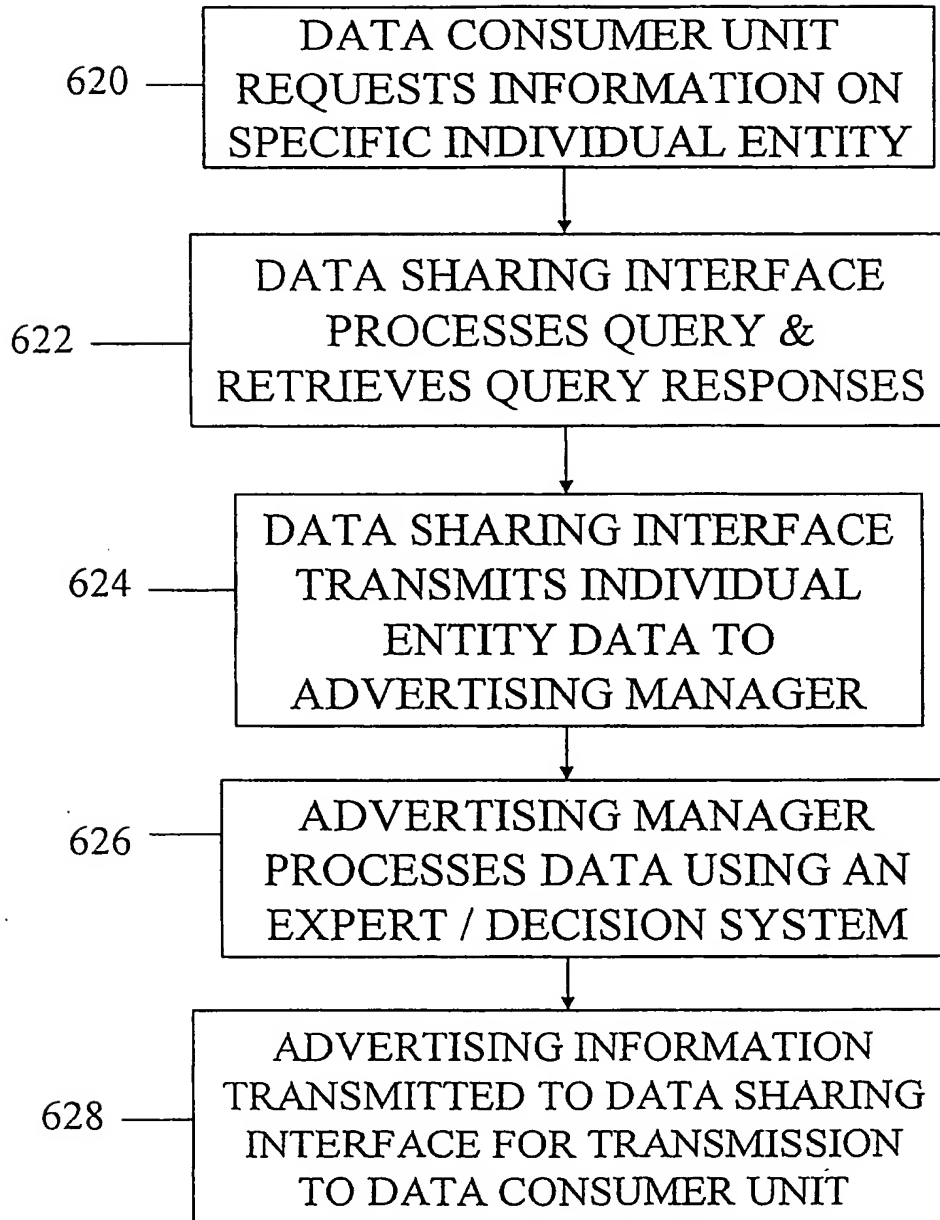 DATA CONSUMER UNIT
620
REQUESTS INFORMATION ON
SPECIFIC INDIVIDUAL ENTITY
DATA SHARING INTERFACE
622
PROCESSES QUERY &
RETRIEVES QUERY RESPONSES
DATA SHARING INTERFACE
624
TRANSMITS INDIVIDUAL
ENTITY DATA TO
ADVERTISING MANAGER
626
ADVERTISING MANAGER
PROCESSES DATA USING AN
EXPERT / DECISION SYSTEM
ADVERTISING INFORMATION
628
TRANSMITTED TO DATA SHARING
INTERFACE FOR TRANSMISSION
TO DATA CONSUMER UNIT